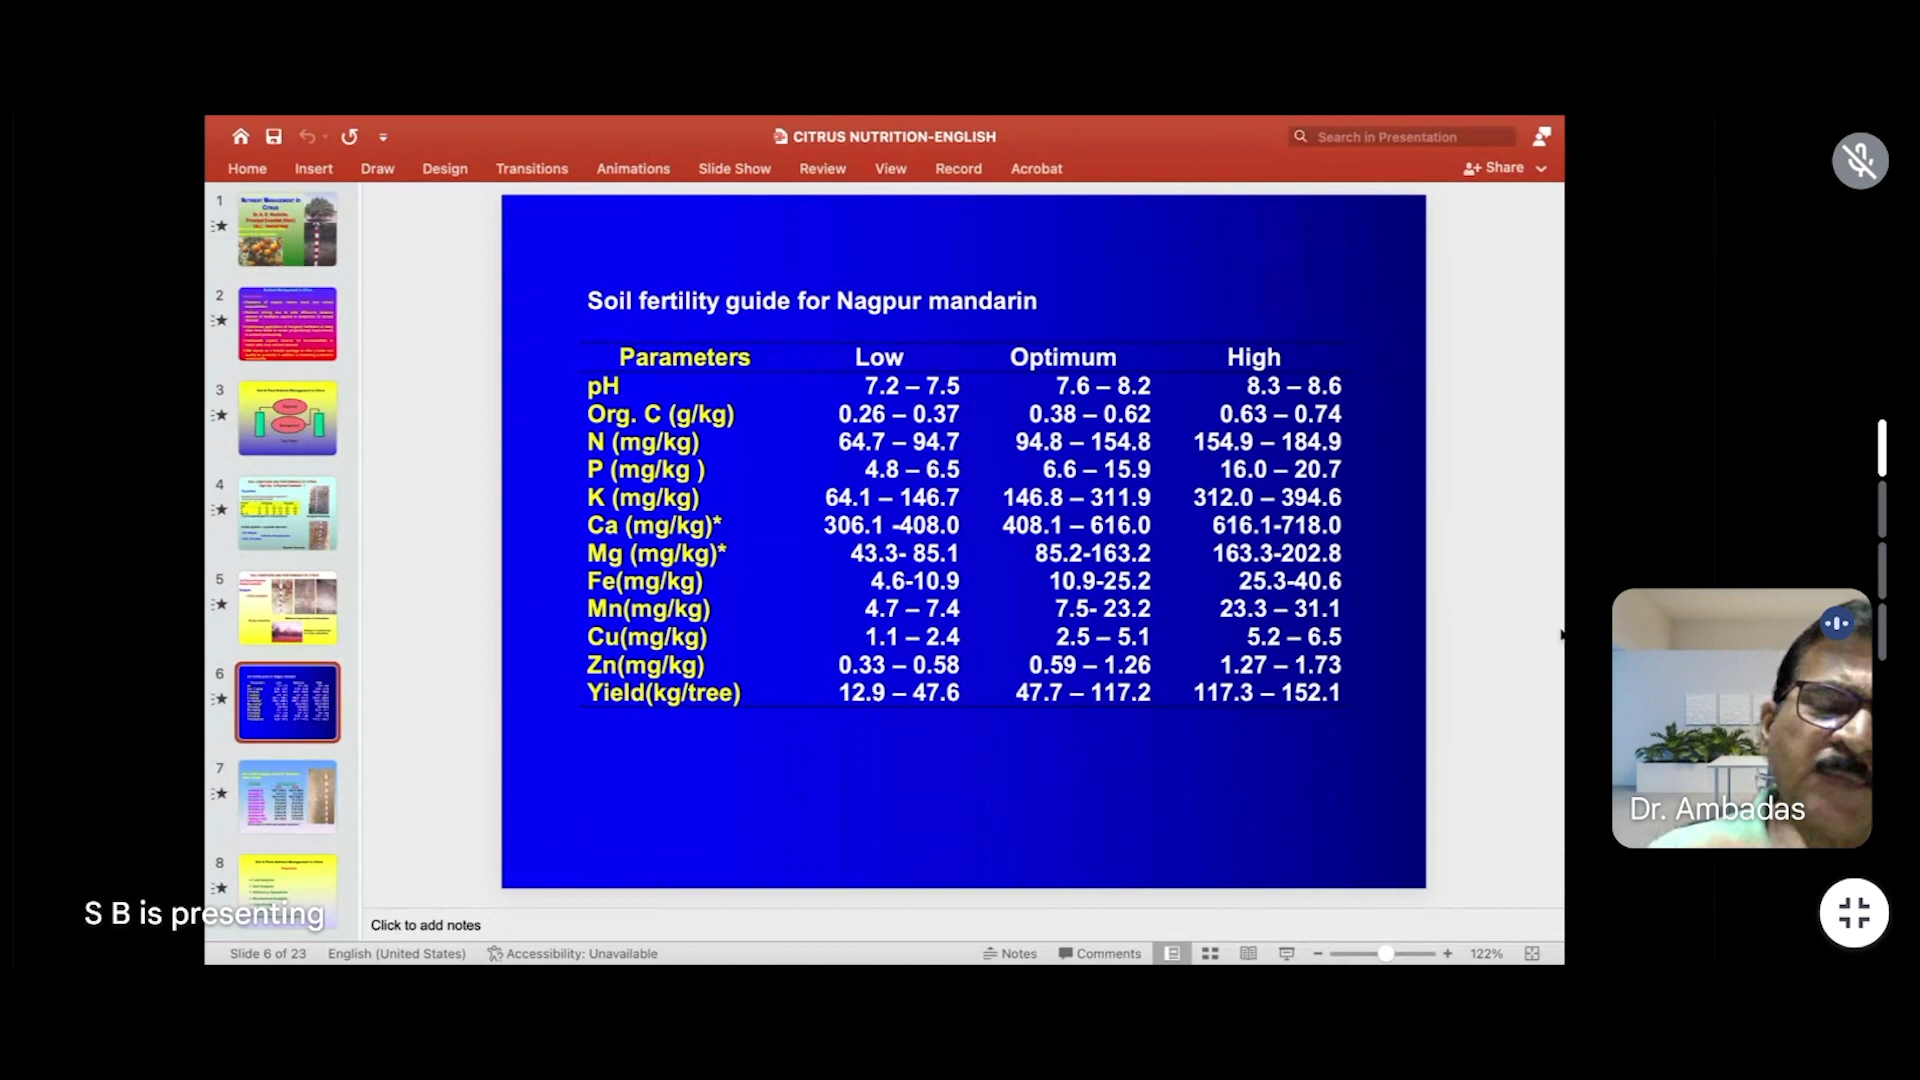 CITRUS NUTRITION-ENGLISH
Search in Presentation
Home Insert Draw Design Transitions Animations Slide Show Review View Record Acrobat
Share
1
2
3
4
5
6
7
8
Soil fertility guide for Nagpur mandarin
Parameters Low Optimum High
pH 7.2 – 7.5 7.6 – 8.2 8.3 – 8.6
Org. C (g/kg) 0.26 – 0.37 0.38 – 0.62 0.63 – 0.74
N (mg/kg) 64.7 – 94.7 94.8 – 154.8 154.9 – 184.9
P (mg/kg ) 4.8 – 6.5 6.6 – 15.9 16.0 – 20.7
K (mg/kg) 64.1 – 146.7 146.8 – 311.9 312.0 – 394.6
Ca (mg/kg)* 306.1 -408.0 408.1 – 616.0 616.1-718.0
Mg (mg/kg)* 43.3- 85.1 85.2-163.2 163.3-202.8
Fe(mg/kg) 4.6-10.9 10.9-25.2 25.3-40.6
Mn(mg/kg) 4.7 – 7.4 7.5- 23.2 23.3 – 31.1
Cu(mg/kg) 1.1 – 2.4 2.5 – 5.1 5.2 – 6.5
Zn(mg/kg) 0.33 – 0.58 0.59 – 1.26 1.27 – 1.73
Yield(kg/tree) 12.9 – 47.6 47.7 – 117.2 117.3 – 152.1
Dr. Ambadas
S B is presenting
Click to add notes
Slide 6 of 23 English (United States) Accessibility: Unavailable Notes Comments 122%